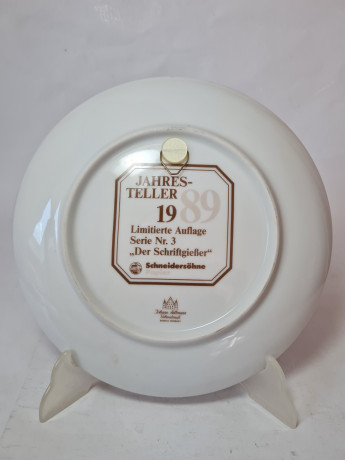 JAHRES-
TELLER
1989
Limitierte Auflage
Serie Nr. 3
„Der Schriftgießer"
Schneidersöhne